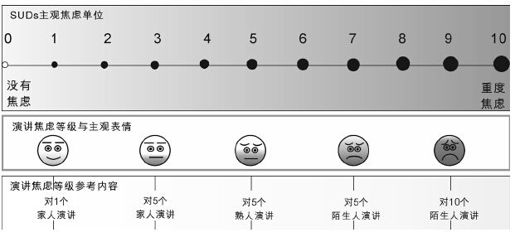 SUDs主观焦虑单位
0 1 2 3 4 5 6 7 8 9 10
没有 重度
焦虑 焦虑
演讲焦虑等级与主观表情
演讲焦虑等级参考内容
对1个 对5个 对5个 对5个 对10个
家人演讲 家人演讲 熟人演讲 陌生人演讲 陌生人演讲